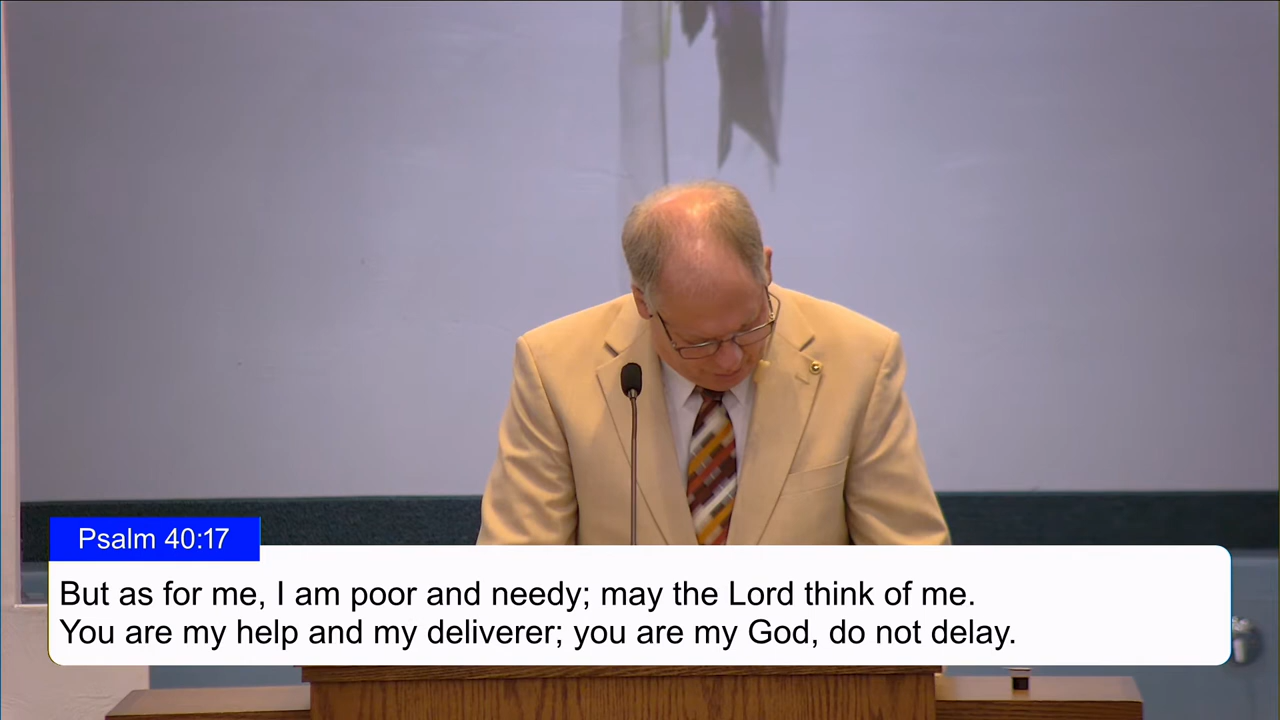 Psalm 40:17
But as for me, I am poor and needy; may the Lord think of me.
You are my help and my deliverer; you are my God, do not delay.